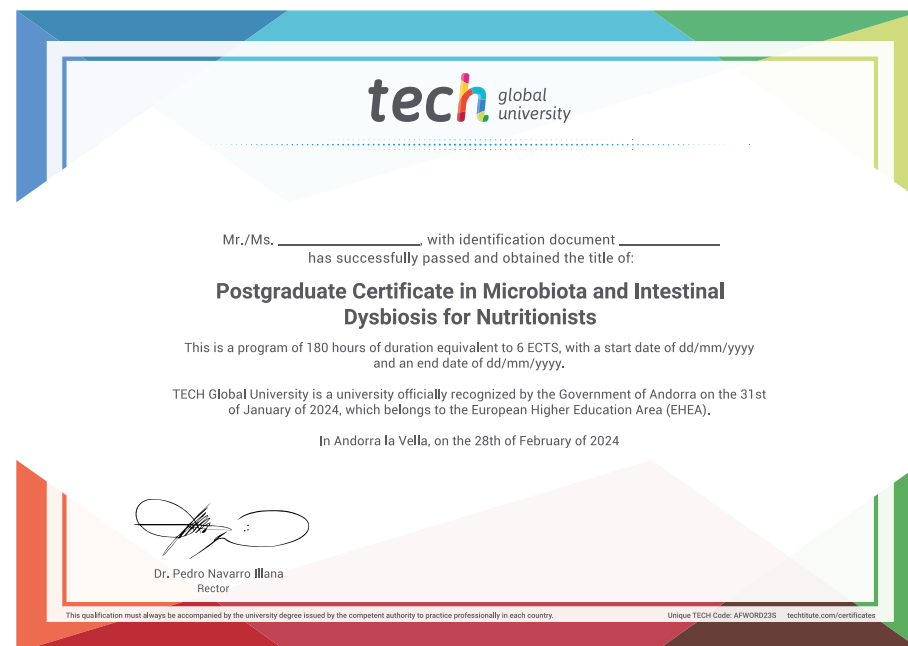 tech global
university
Mr./Ms. ____________________, with identification document ______________
has successfully passed and obtained the title of:
Postgraduate Certificate in Microbiota and Intestinal
Dysbiosis for Nutritionists
This is a program of 180 hours of duration equivalent to 6 ECTS, with a start date of dd/mm/yyyy
and an end date of dd/mm/yyyy.
TECH Global University is a university officially recognized by the Government of Andorra on the 31st
of January of 2024, which belongs to the European Higher Education Area (EHEA).
In Andorra la Vella, on the 28th of February of 2024
Dr. Pedro Navarro Illana
Rector
This qualification must always be accompanied by the university degree issued by the competent authority to practice professionally in each country.
Unique TECH Code: AFWORD23S techtitute.com/certificates